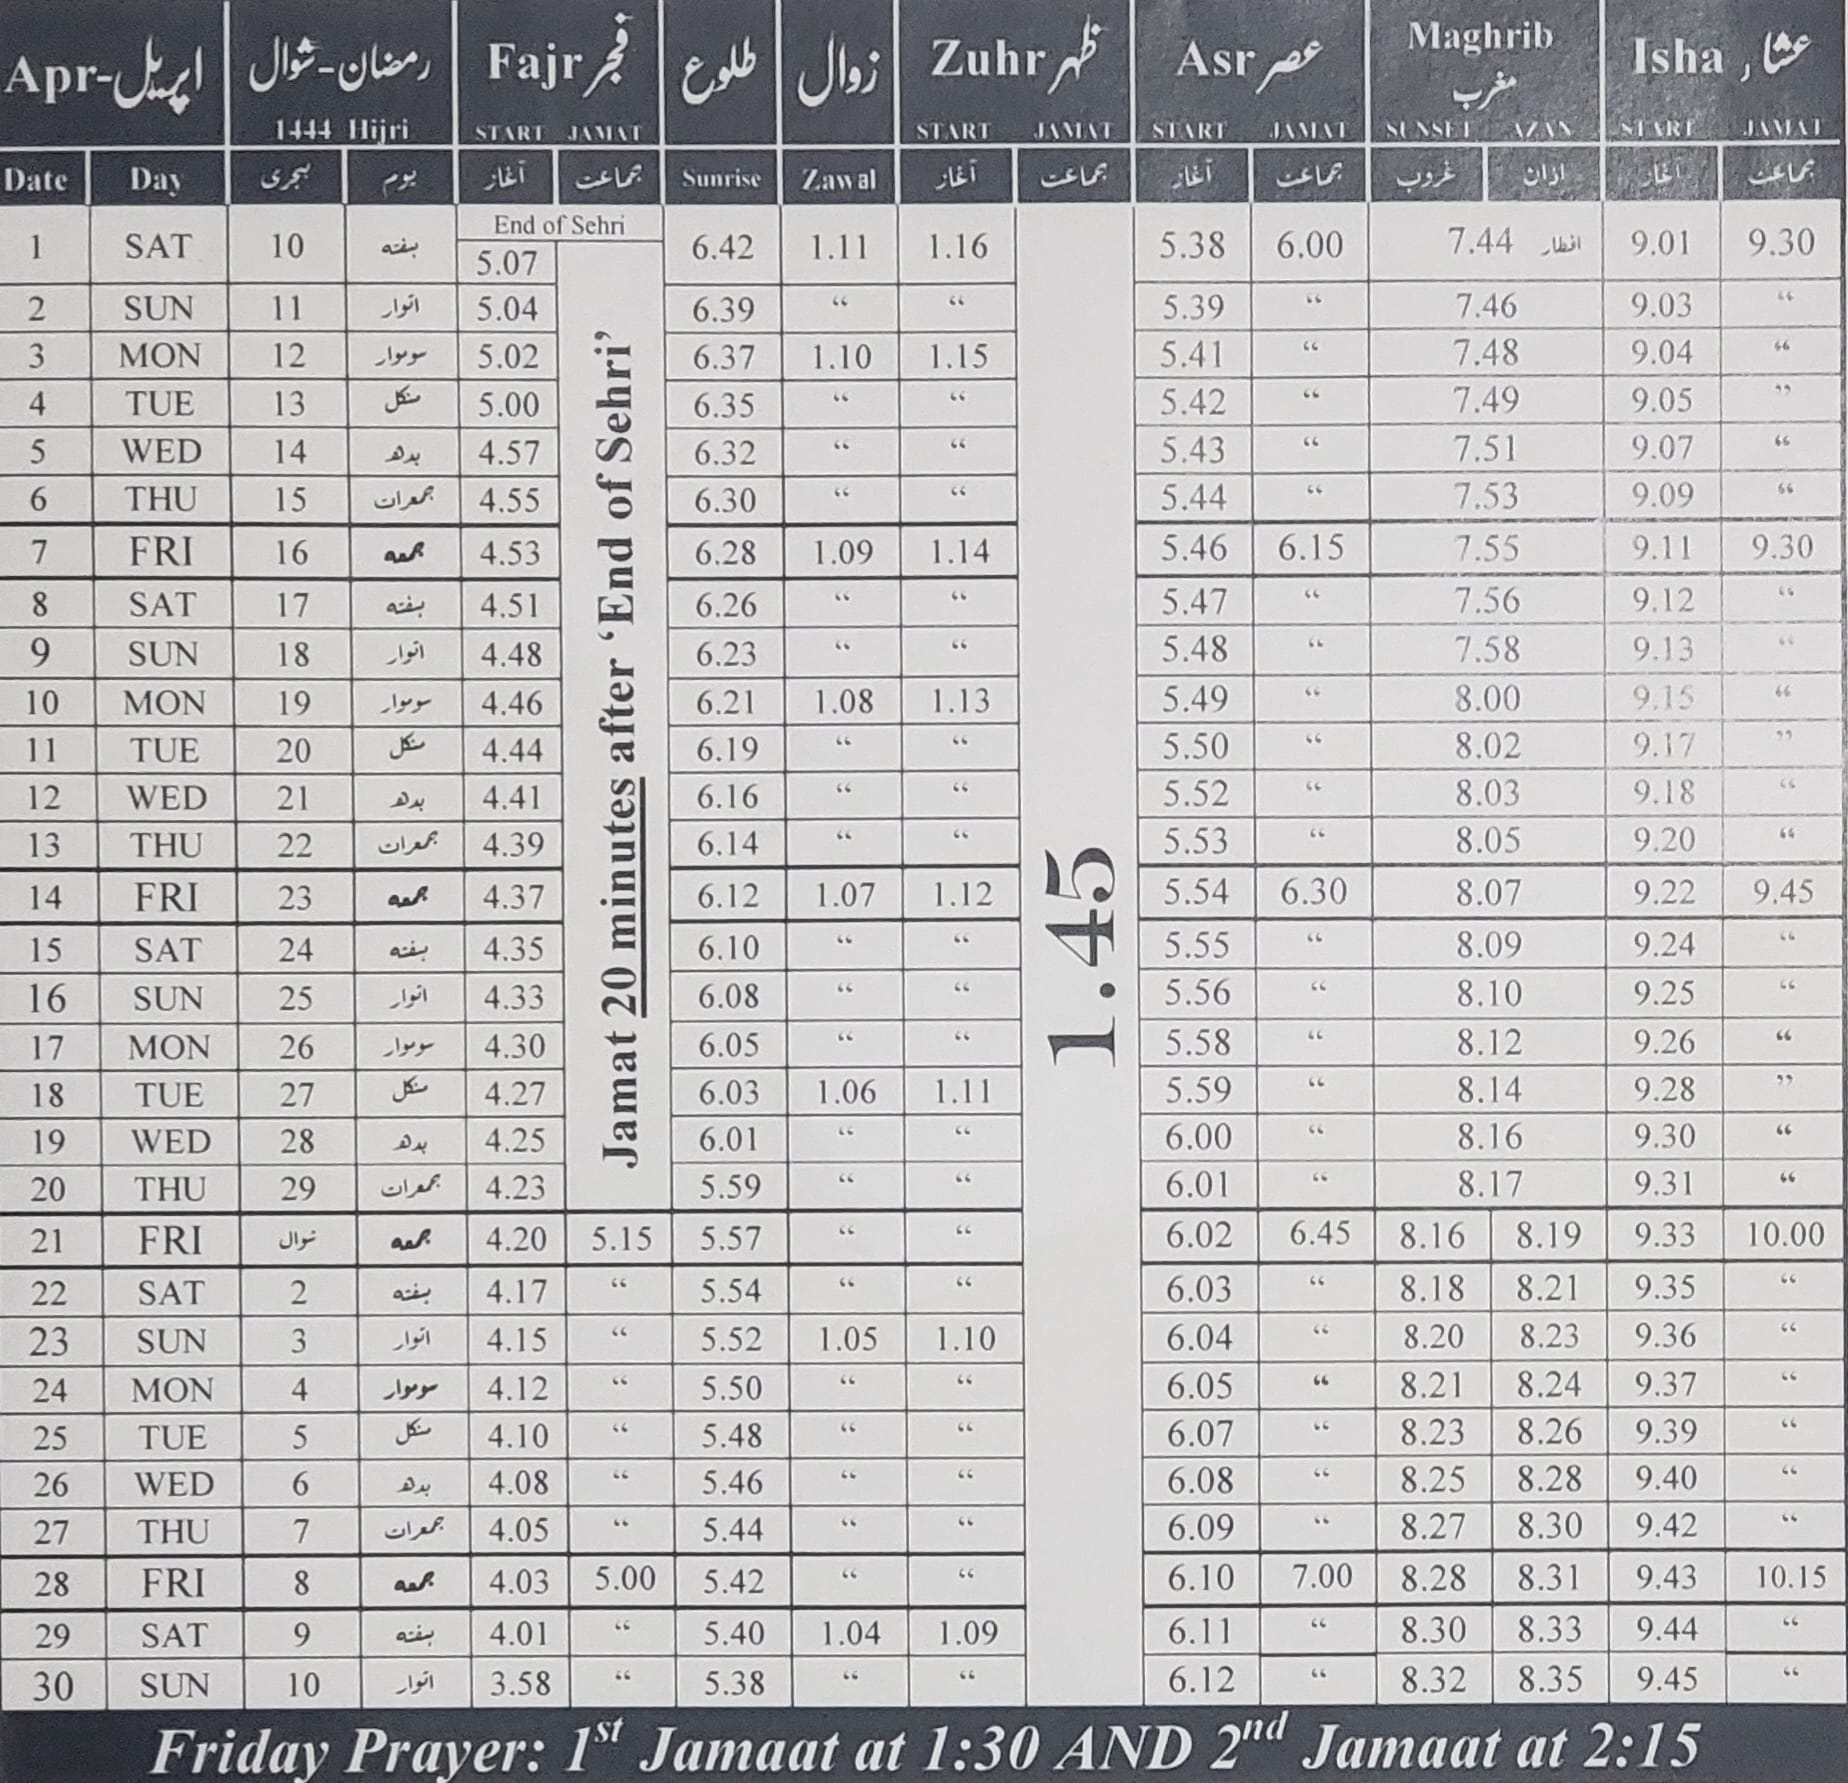 Apr-اپریل رمضان-شوال Fajr فجر طلوع زوال Zuhr ظہر Asr عصر Maghrib مغرب Isha عشاء
1444 Hijri START JAMAT START JAMAT START JAMAT SUNSET AZAN START JAMAT
Date Day ہجری یوم آغاز جماعت Sunrise Zawal آغاز جماعت آغاز جماعت غروب اذان آغاز جماعت
End of Sehri
1 SAT 10 ہفتہ 5.07 6.42 1.11 1.16 5.38 6.00 7.44 افطار 9.01 9.30
2 SUN 11 اتوار 5.04 6.39 “ “ 5.39 “ 7.46 9.03 “
3 MON 12 سوموار 5.02 6.37 1.10 1.15 5.41 “ 7.48 9.04 “
4 TUE 13 منگل 5.00 6.35 “ “ 5.42 “ 7.49 9.05 ”
5 WED 14 بدھ 4.57 6.32 “ “ 5.43 “ 7.51 9.07 “
6 THU 15 جمعرات 4.55 6.30 “ “ 5.44 “ 7.53 9.09 “
7 FRI 16 جمعہ 4.53 6.28 1.09 1.14 5.46 6.15 7.55 9.11 9.30
8 SAT 17 ہفتہ 4.51 6.26 “ “ 5.47 “ 7.56 9.12 “
9 SUN 18 اتوار 4.48 6.23 “ “ 5.48 “ 7.58 9.13 “
10 MON 19 سوموار 4.46 6.21 1.08 1.13 5.49 “ 8.00 9.15 “
11 TUE 20 منگل 4.44 6.19 “ “ 5.50 “ 8.02 9.17 ”
12 WED 21 بدھ 4.41 6.16 “ “ 5.52 “ 8.03 9.18 “
13 THU 22 جمعرات 4.39 6.14 “ “ 5.53 “ 8.05 9.20 “
14 FRI 23 جمعہ 4.37 6.12 1.07 1.12 5.54 6.30 8.07 9.22 9.45
15 SAT 24 ہفتہ 4.35 6.10 “ “ 5.55 “ 8.09 9.24 “
16 SUN 25 اتوار 4.33 6.08 “ “ 5.56 “ 8.10 9.25 “
17 MON 26 سوموار 4.30 6.05 “ “ 5.58 “ 8.12 9.26 “
18 TUE 27 منگل 4.27 6.03 1.06 1.11 5.59 “ 8.14 9.28 ”
19 WED 28 بدھ 4.25 6.01 “ “ 6.00 “ 8.16 9.30 “
20 THU 29 جمعرات 4.23 5.59 “ “ 6.01 “ 8.17 9.31 “
Jamat 20 minutes after ‘End of Sehri’
1.45
21 FRI شوال جمعہ 4.20 5.15 5.57 “ “ 6.02 6.45 8.16 8.19 9.33 10.00
22 SAT 2 ہفتہ 4.17 “ 5.54 “ “ 6.03 “ 8.18 8.21 9.35 “
23 SUN 3 اتوار 4.15 “ 5.52 1.05 1.10 6.04 “ 8.20 8.23 9.36 “
24 MON 4 سوموار 4.12 “ 5.50 “ “ 6.05 “ 8.21 8.24 9.37 “
25 TUE 5 منگل 4.10 “ 5.48 “ “ 6.07 “ 8.23 8.26 9.39 “
26 WED 6 بدھ 4.08 “ 5.46 “ “ 6.08 “ 8.25 8.28 9.40 “
27 THU 7 جمعرات 4.05 “ 5.44 “ “ 6.09 “ 8.27 8.30 9.42 “
28 FRI 8 جمعہ 4.03 5.00 5.42 “ “ 6.10 7.00 8.28 8.31 9.43 10.15
29 SAT 9 ہفتہ 4.01 “ 5.40 1.04 1.09 6.11 “ 8.30 8.33 9.44 “
30 SUN 10 اتوار 3.58 “ 5.38 “ “ 6.12 “ 8.32 8.35 9.45 “
Friday Prayer: 1st Jamaat at 1:30 AND 2nd Jamaat at 2:15